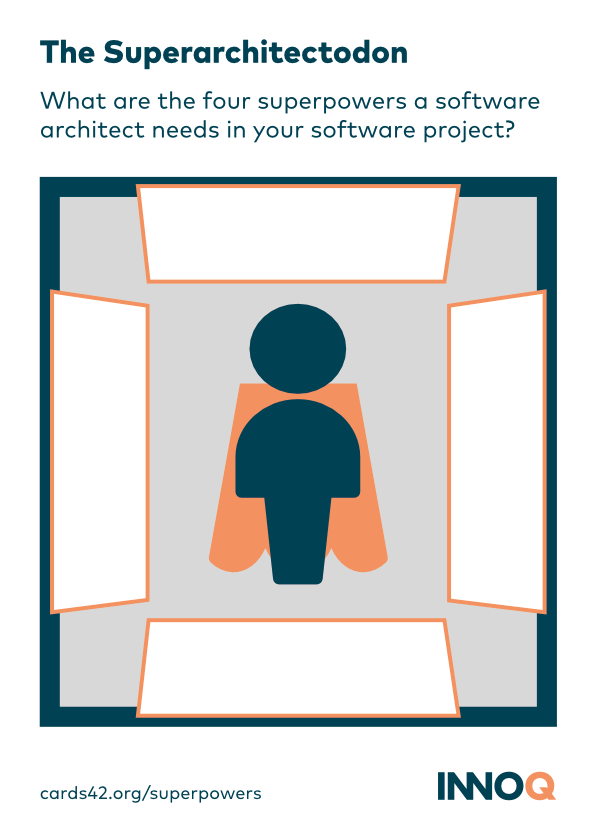 The Superarchitectodon
What are the four superpowers a software
architect needs in your software project?
cards42.org/superpowers
INNOQ